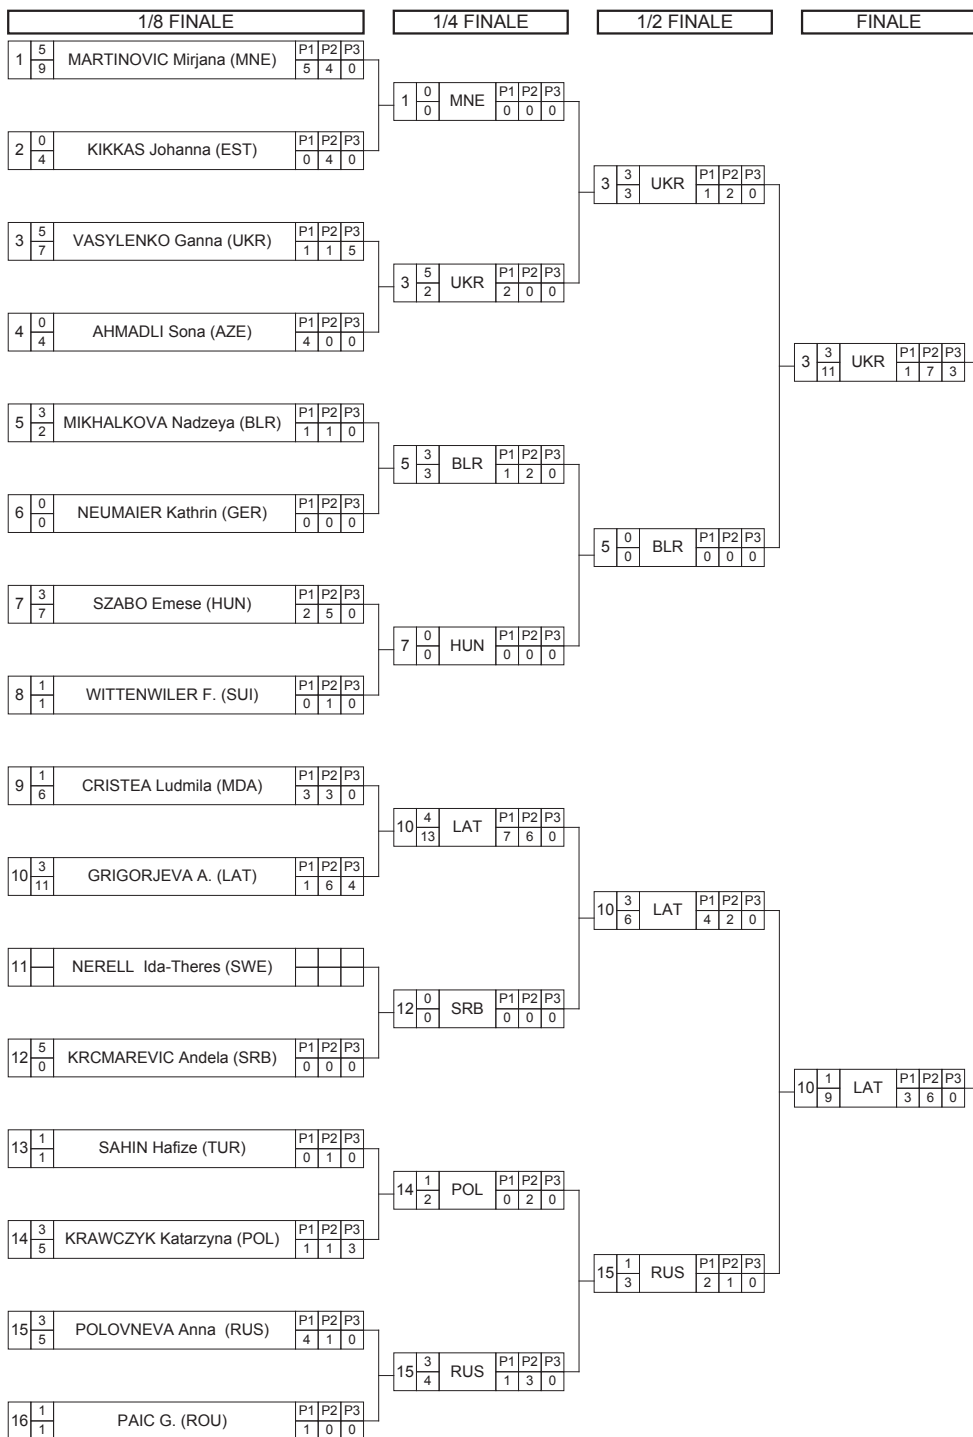 1/8 FINALE 1/4 FINALE 1/2 FINALE FINALE
1 5 9 MARTINOVIC Mirjana (MNE) P1 P2 P3 5 4 0
1 0 0 MNE P1 P2 P3 0 0 0
2 0 4 KIKKAS Johanna (EST) P1 P2 P3 0 4 0
3 3 3 UKR P1 P2 P3 1 2 0
3 5 7 VASYLENKO Ganna (UKR) P1 P2 P3 1 1 5
3 5 2 UKR P1 P2 P3 2 0 0
4 0 4 AHMADLI Sona (AZE) P1 P2 P3 4 0 0
3 3 11 UKR P1 P2 P3 1 7 3
5 3 2 MIKHALKOVA Nadzeya (BLR) P1 P2 P3 1 1 0
5 3 3 BLR P1 P2 P3 1 2 0
6 0 0 NEUMAIER Kathrin (GER) P1 P2 P3 0 0 0
5 0 0 BLR P1 P2 P3 0 0 0
7 3 7 SZABO Emese (HUN) P1 P2 P3 2 5 0
7 0 0 HUN P1 P2 P3 0 0 0
8 1 1 WITTENWILER F. (SUI) P1 P2 P3 0 1 0
9 1 6 CRISTEA Ludmila (MDA) P1 P2 P3 3 3 0
10 4 13 LAT P1 P2 P3 7 6 0
10 3 11 GRIGORJEVA A. (LAT) P1 P2 P3 1 6 4
10 3 6 LAT P1 P2 P3 4 2 0
11 NERELL Ida-Theres (SWE)
12 0 0 SRB P1 P2 P3 0 0 0
12 5 0 KRCMAREVIC Andela (SRB) P1 P2 P3 0 0 0
10 1 9 LAT P1 P2 P3 3 6 0
13 1 1 SAHIN Hafize (TUR) P1 P2 P3 0 1 0
14 1 2 POL P1 P2 P3 0 2 0
14 3 5 KRAWCZYK Katarzyna (POL) P1 P2 P3 1 1 3
15 1 3 RUS P1 P2 P3 2 1 0
15 3 5 POLOVNEVA Anna (RUS) P1 P2 P3 4 1 0
15 3 4 RUS P1 P2 P3 1 3 0
16 1 1 PAIC G. (ROU) P1 P2 P3 1 0 0